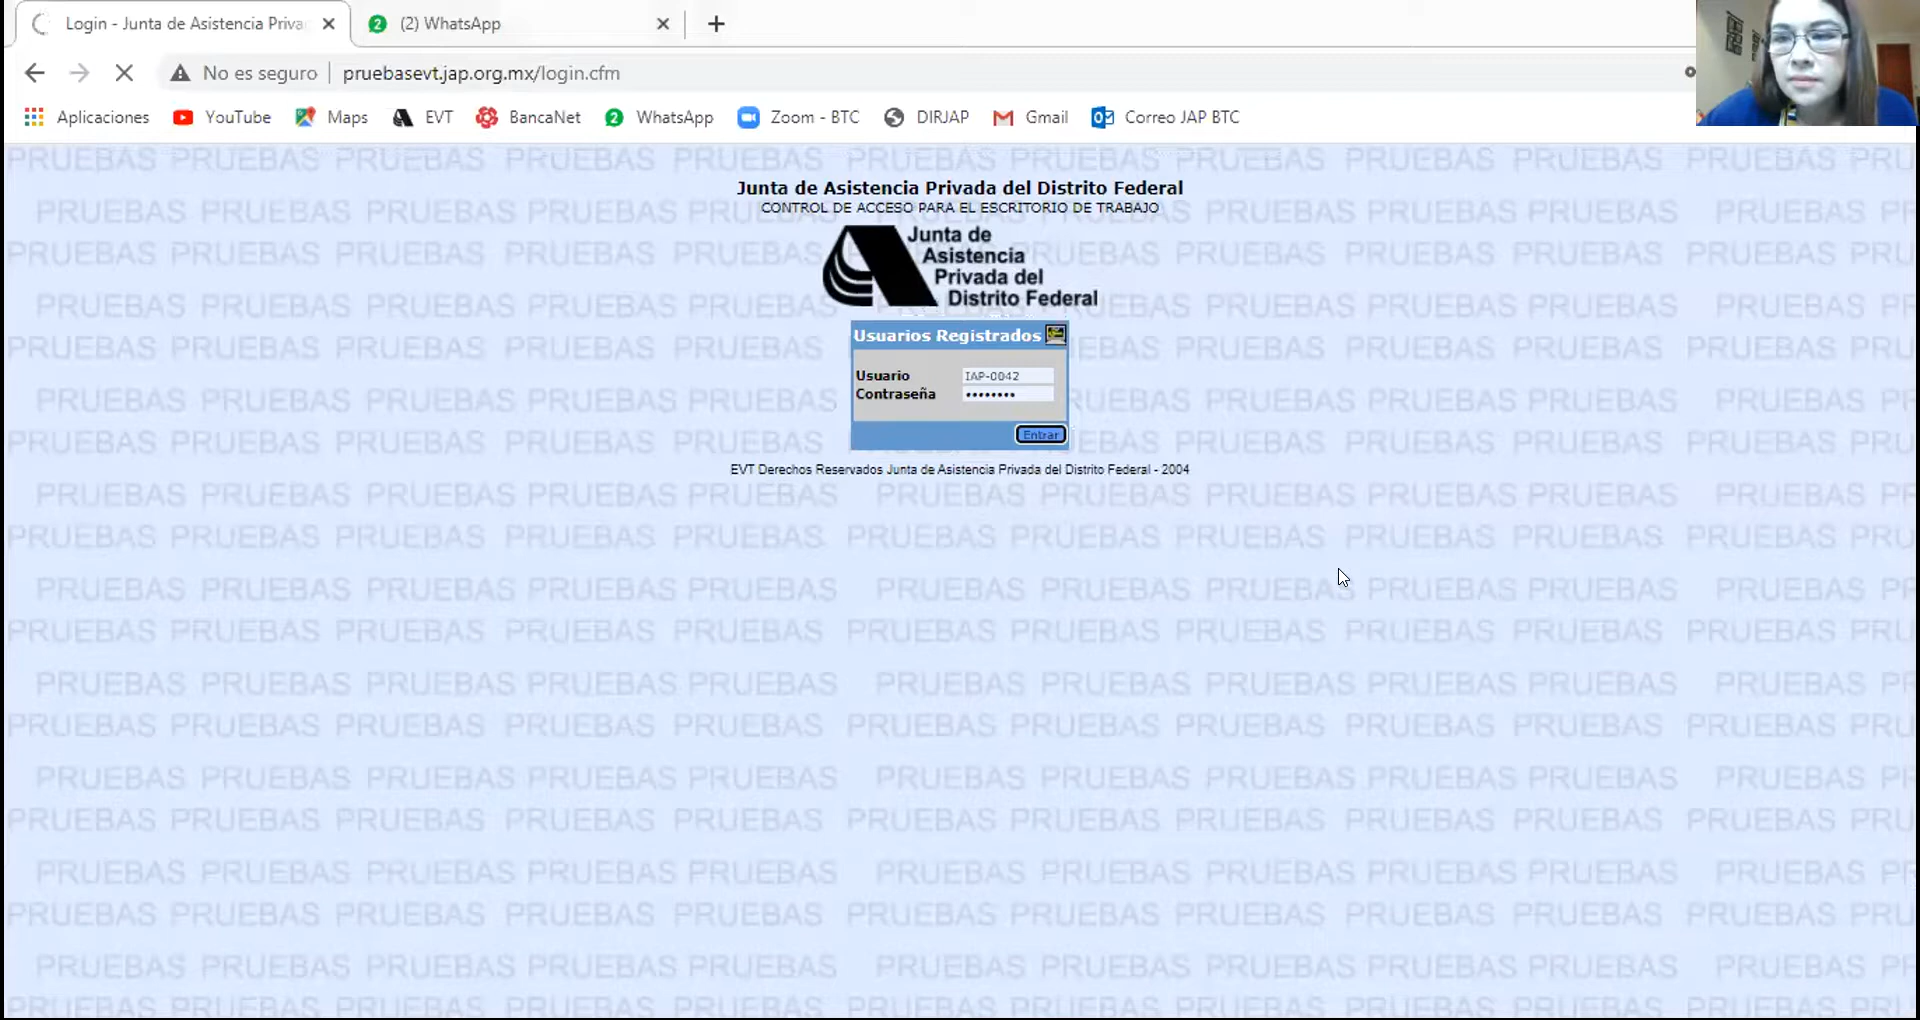 Login - Junta de Asistencia Priva
2 (2) WhatsApp
No es seguro pruebasevt.jap.org.mx/login.cfm
Aplicaciones YouTube Maps EVT BancaNet 2 WhatsApp Zoom - BTC DIRJAP Gmail Correo JAP BTC
Junta de Asistencia Privada del Distrito Federal
CONTROL DE ACCESO PARA EL ESCRITORIO DE TRABAJO
Junta de
Asistencia
Privada del
Distrito Federal
Usuarios Registrados
Usuario IAP-0042
Contraseña ••••••••
Entrar
EVT Derechos Reservados Junta de Asistencia Privada del Distrito Federal - 2004
PRUEBAS PRUEBAS PRUEBAS PRUEBAS PRUEBAS PRUEBAS PRUEBAS PRUEBAS PRUEBAS PRUEBAS PRUEBAS